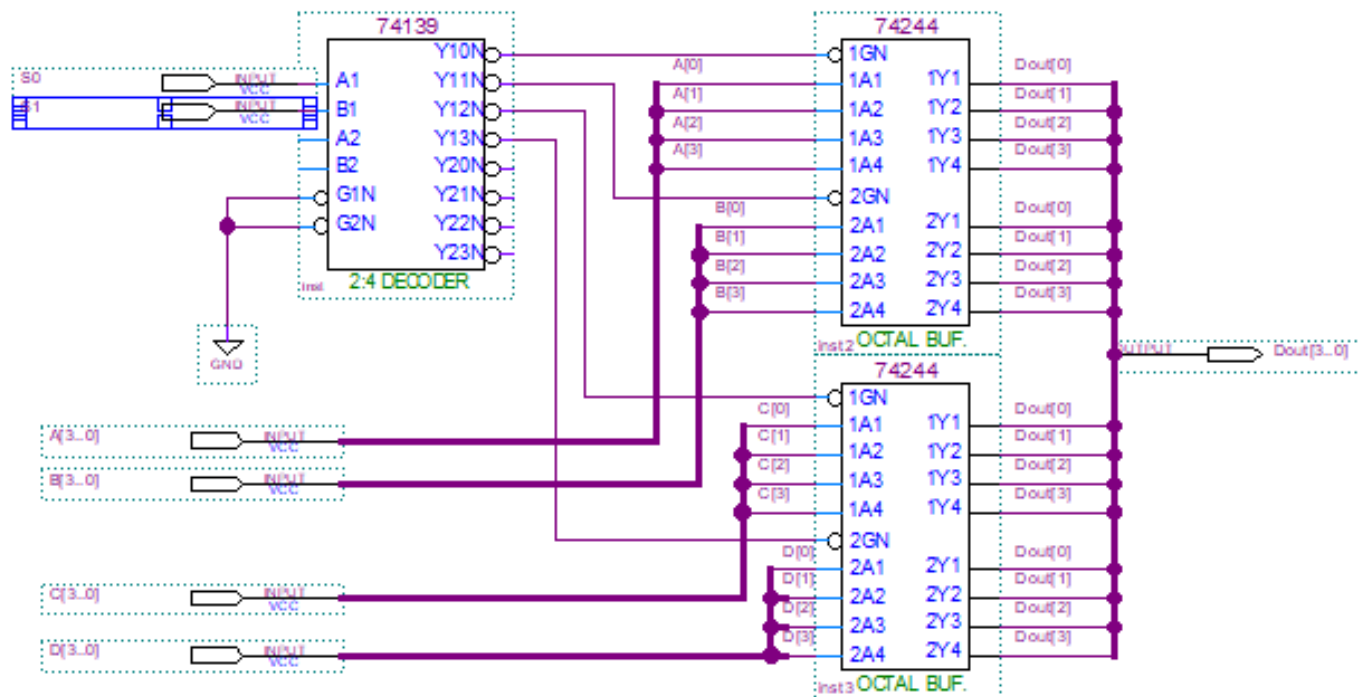 74139
S0
INPUT
VCC
INPUT
VCC
A1
B1
A2
B2
G1N
G2N
Y10N
Y11N
Y12N
Y13N
Y20N
Y21N
Y22N
Y23N
2:4 DECODER
GND
74244
1GN
A[0] 1A1 1Y1 Dout[0]
A[1] 1A2 1Y2 Dout[1]
A[2] 1A3 1Y3 Dout[2]
A[3] 1A4 1Y4 Dout[3]
2GN
B[0] 2A1 2Y1 Dout[0]
B[1] 2A2 2Y2 Dout[1]
B[2] 2A3 2Y3 Dout[2]
B[3] 2A4 2Y4 Dout[3]
inst2 OCTAL BUF.
Dout[3..0]
74244
1GN
C[0] 1A1 1Y1 Dout[0]
C[1] 1A2 1Y2 Dout[1]
C[2] 1A3 1Y3 Dout[2]
C[3] 1A4 1Y4 Dout[3]
2GN
D[0] 2A1 2Y1 Dout[0]
D[1] 2A2 2Y2 Dout[1]
D[2] 2A3 2Y3 Dout[2]
D[3] 2A4 2Y4 Dout[3]
inst3 OCTAL BUF.
A[3..0] INPUT
VCC
B[3..0] INPUT
VCC
C[3..0] INPUT
VCC
D[3..0] INPUT
VCC